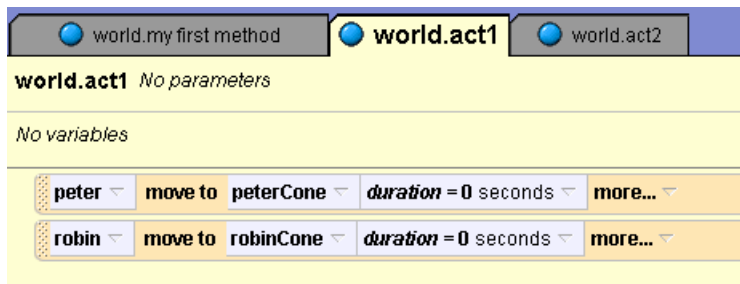 world.my first method world.act1 world.act2
world.act1 No parameters
No variables
peter move to peterCone duration = 0 seconds more...
robin move to robinCone duration = 0 seconds more...